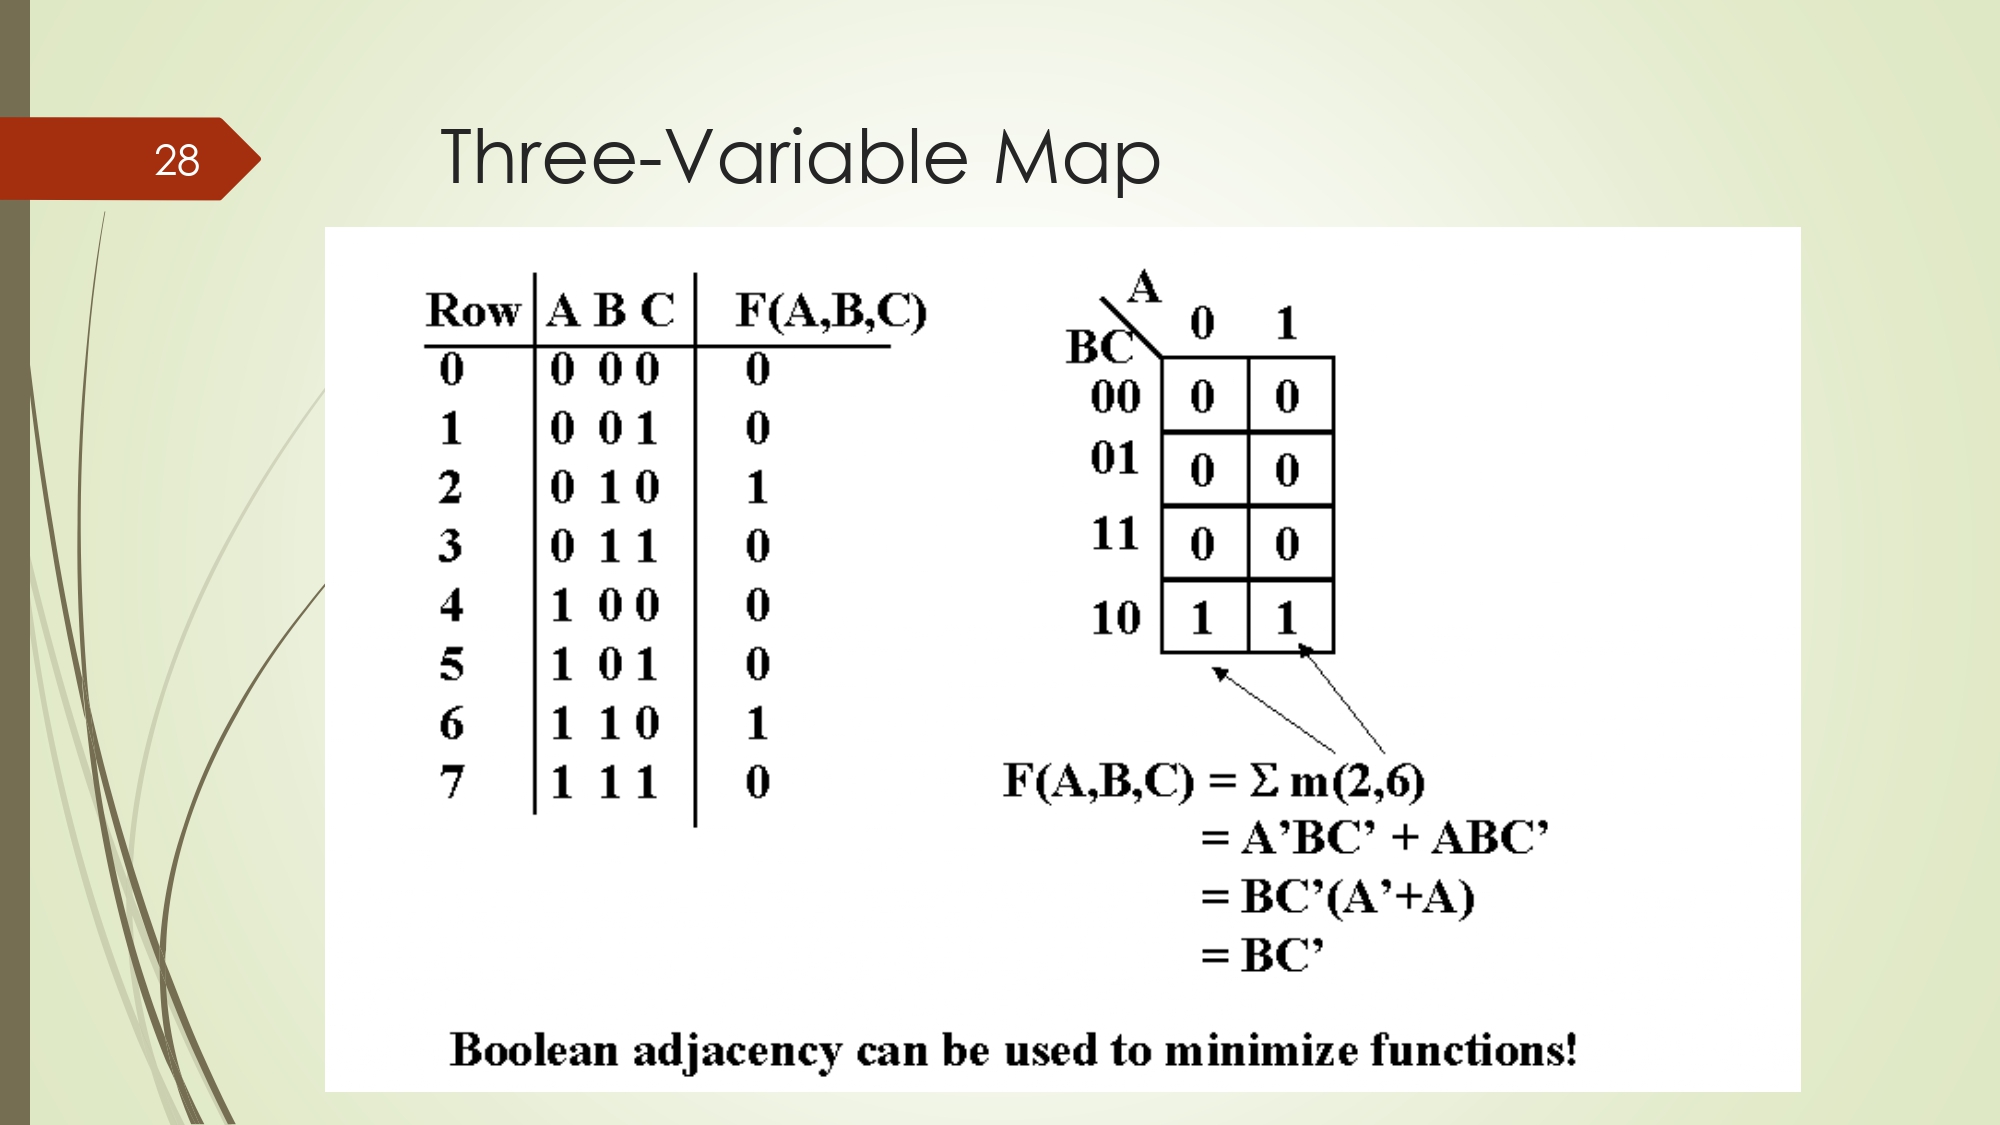 28
Three-Variable Map
Row A B C F(A,B,C)
0 0 0 0 0
1 0 0 1 0
2 0 1 0 1
3 0 1 1 0
4 1 0 0 0
5 1 0 1 0
6 1 1 0 1
7 1 1 1 0
A
BC 0 1
00 0 0
01 0 0
11 0 0
10 1 1
F(A,B,C) = Σ m(2,6)
= A’BC’ + ABC’
= BC’(A’+A)
= BC’
Boolean adjacency can be used to minimize functions!